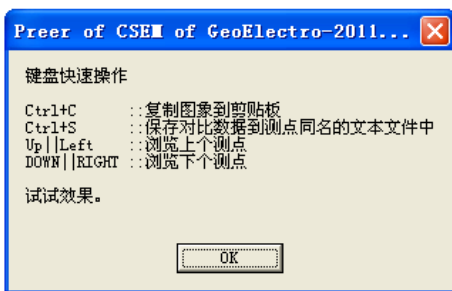 Preer of CSEM of GeoElectro-2011...
键盘快速操作
Ctrl+C ::复制图象到剪贴板
Ctrl+S ::保存对比数据到测点同名的文本文件中
Up||Left ::浏览上个测点
DOWN||RIGHT ::浏览下个测点
试试效果。
OK